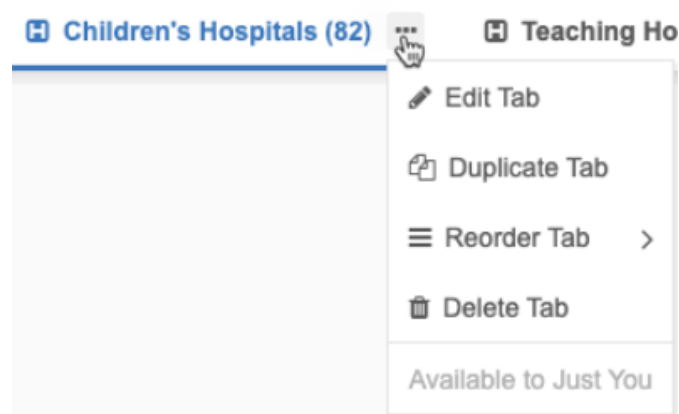 Children's Hospitals (82) ... Teaching Ho
Edit Tab
Duplicate Tab
Reorder Tab >
Delete Tab
Available to Just You